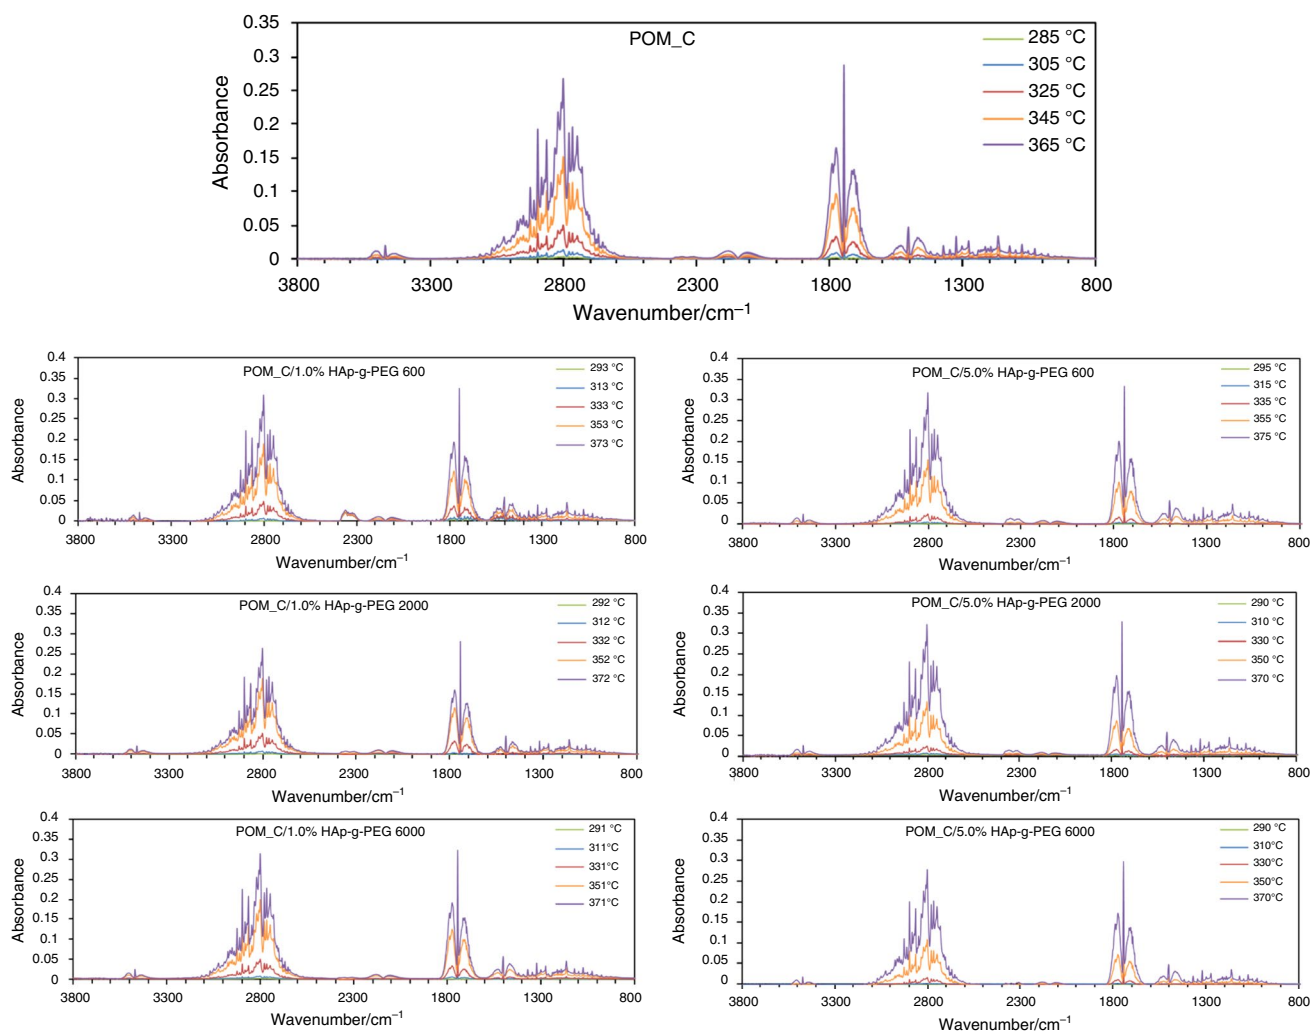 POM_C
285 °C
305 °C
325 °C
345 °C
365 °C
Absorbance
0.35
0.3
0.25
0.2
0.15
0.1
0.05
0
3800 3300 2800 2300 1800 1300 800
Wavenumber/cm⁻¹
POM_C/1.0% HAp-g-PEG 600
293 °C
313 °C
333 °C
353 °C
373 °C
Absorbance
0.4
0.35
0.3
0.25
0.2
0.15
0.1
0.05
0
3800 3300 2800 2300 1800 1300 800
Wavenumber/cm⁻¹
POM_C/5.0% HAp-g-PEG 600
295 °C
315 °C
335 °C
355 °C
375 °C
Absorbance
0.4
0.35
0.3
0.25
0.2
0.15
0.1
0.05
0
3800 3300 2800 2300 1800 1300 800
Wavenumber/cm⁻¹
POM_C/1.0% HAp-g-PEG 2000
292 °C
312 °C
332 °C
352 °C
372 °C
Absorbance
0.4
0.35
0.3
0.25
0.2
0.15
0.1
0.05
0
3800 3300 2800 2300 1800 1300 800
Wavenumber/cm⁻¹
POM_C/5.0% HAp-g-PEG 2000
290 °C
310 °C
330 °C
350 °C
370 °C
Absorbance
0.4
0.35
0.3
0.25
0.2
0.15
0.1
0.05
0
3800 3300 2800 2300 1800 1300 800
Wavenumber/cm⁻¹
POM_C/1.0% HAp-g-PEG 6000
291 °C
311°C
331°C
351°C
371°C
Absorbance
0.4
0.35
0.3
0.25
0.2
0.15
0.1
0.05
0
3800 3300 2800 2300 1800 1300 800
Wavenumber/cm⁻¹
POM_C/5.0% HAp-g-PEG 6000
290 °C
310°C
330°C
350°C
370°C
Absorbance
0.4
0.35
0.3
0.25
0.2
0.15
0.1
0.05
0
3800 3300 2800 2300 1800 1300 800
Wavenumber/cm⁻¹